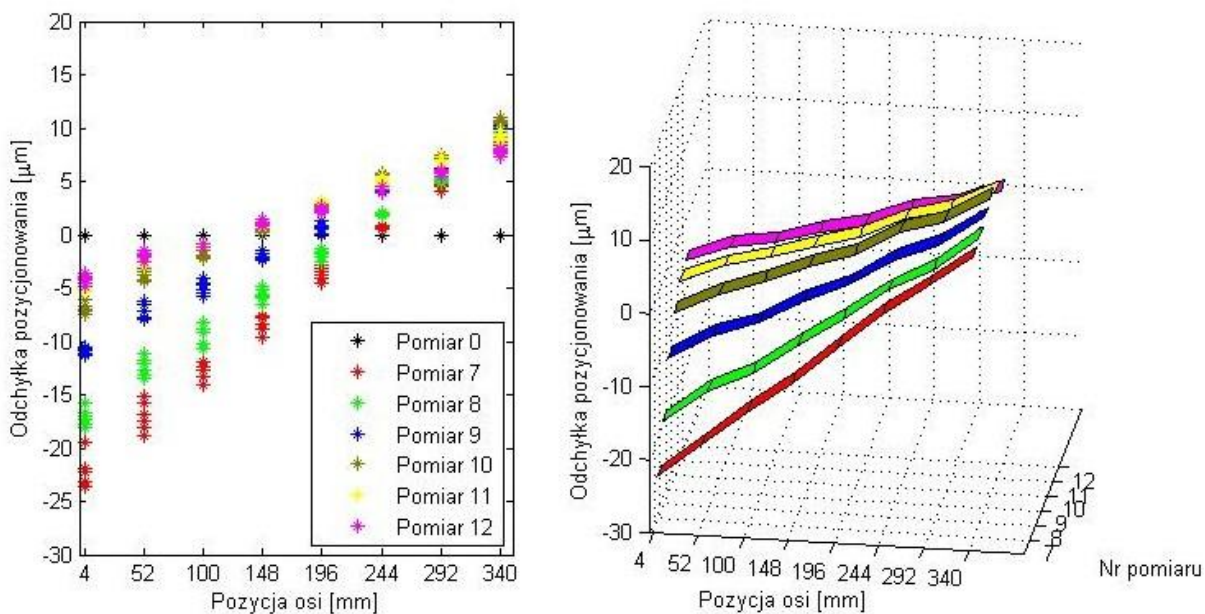 20
15
10
5
0
-5
-10
-15
-20
-25
-30
Odchyłka pozycjonowania [μm]
4 52 100 148 196 244 292 340
Pozycja osi [mm]
Pomiar 0
Pomiar 7
Pomiar 8
Pomiar 9
Pomiar 10
Pomiar 11
Pomiar 12
20
10
0
-10
-20
-30
Odchyłka pozycjonowania [μm]
4 52 100 148 196 244 292 340
Pozycja osi [mm]
12
11
10
9
8
Nr pomiaru